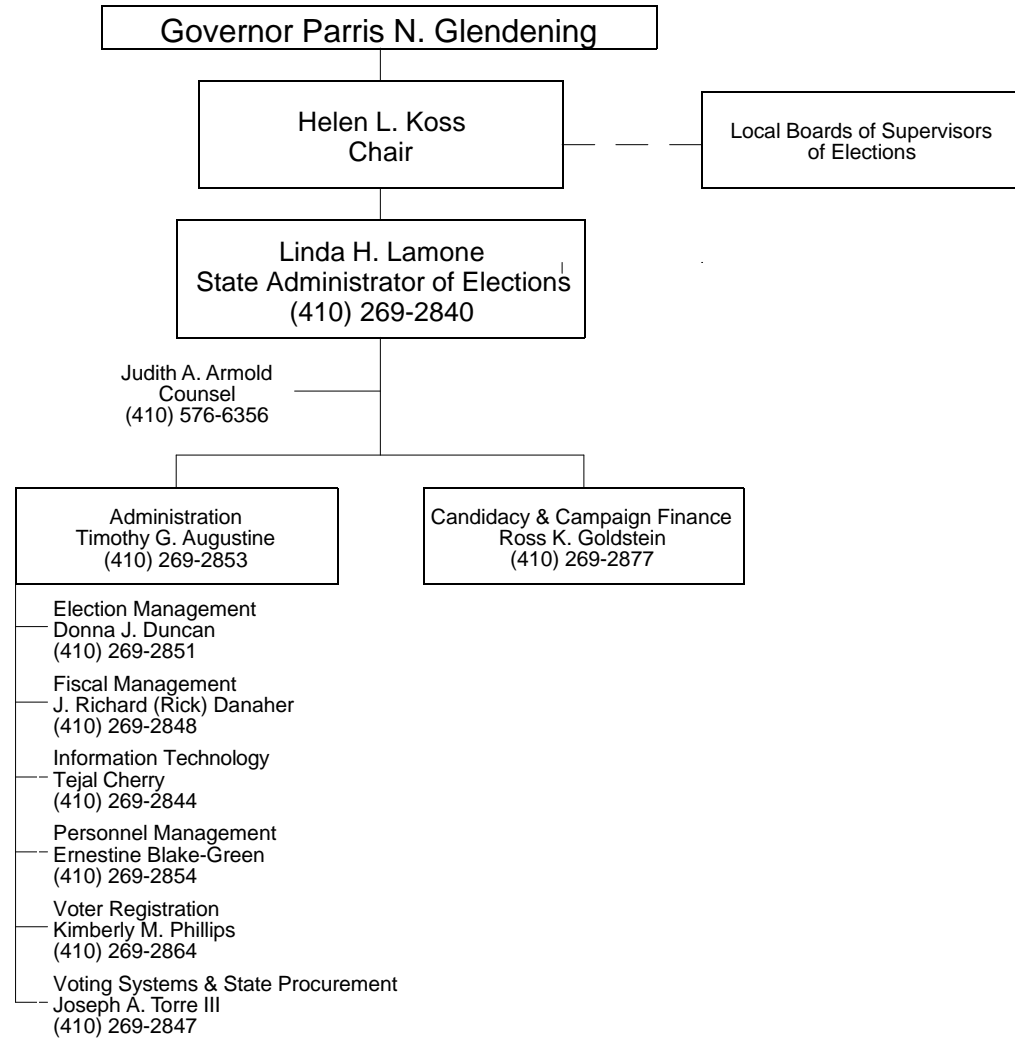 Governor Parris N. Glendening
Helen L. Koss
Chair
Local Boards of Supervisors
of Elections
Linda H. Lamone
State Administrator of Elections
(410) 269-2840
Judith A. Armold
Counsel
(410) 576-6356
Administration
Timothy G. Augustine
(410) 269-2853
Candidacy & Campaign Finance
Ross K. Goldstein
(410) 269-2877
Election Management
Donna J. Duncan
(410) 269-2851
Fiscal Management
J. Richard (Rick) Danaher
(410) 269-2848
Information Technology
Tejal Cherry
(410) 269-2844
Personnel Management
Ernestine Blake-Green
(410) 269-2854
Voter Registration
Kimberly M. Phillips
(410) 269-2864
Voting Systems & State Procurement
Joseph A. Torre III
(410) 269-2847